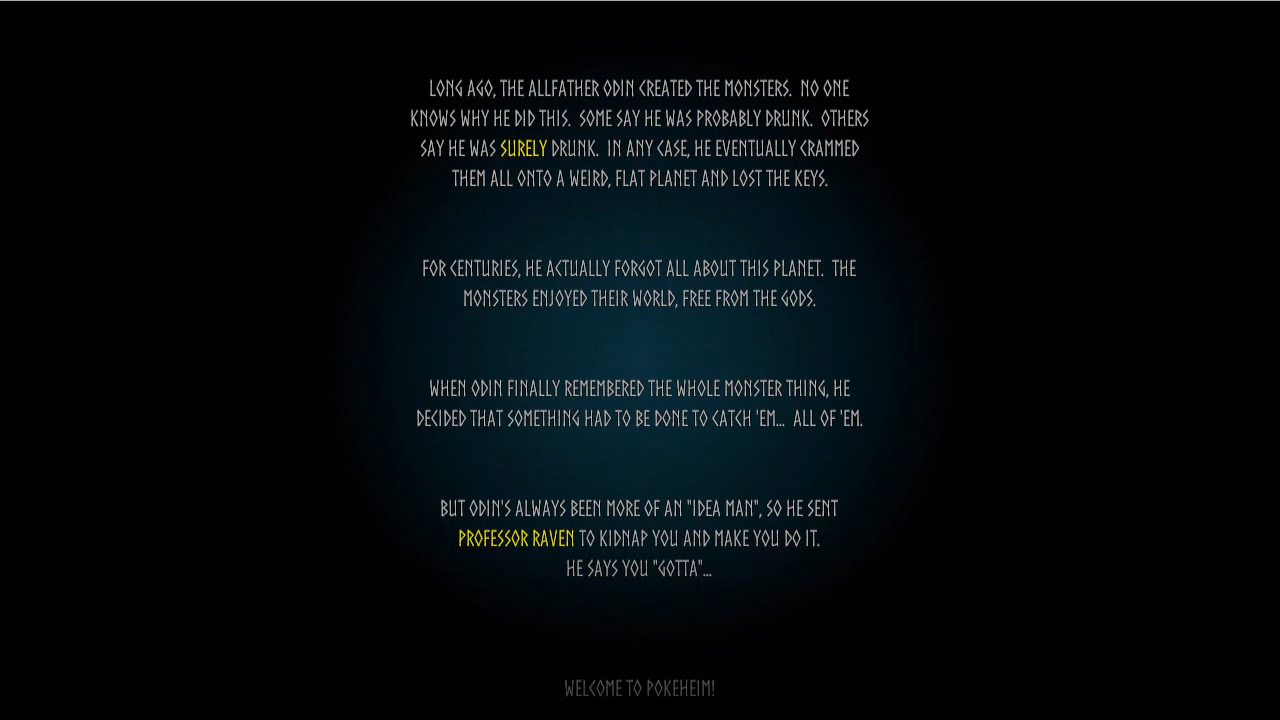 LONG AGO, THE ALLFATHER ODIN CREATED THE MONSTERS.  NO ONE
KNOWS WHY HE DID THIS.  SOME SAY HE WAS PROBABLY DRUNK.  OTHERS
SAY HE WAS SURELY DRUNK.  IN ANY CASE, HE EVENTUALLY CRAMMED
THEM ALL ONTO A WEIRD, FLAT PLANET AND LOST THE KEYS.
FOR CENTURIES, HE ACTUALLY FORGOT ALL ABOUT THIS PLANET.  THE
MONSTERS ENJOYED THEIR WORLD, FREE FROM THE GODS.
WHEN ODIN FINALLY REMEMBERED THE WHOLE MONSTER THING, HE
DECIDED THAT SOMETHING HAD TO BE DONE TO CATCH 'EM...  ALL OF 'EM.
BUT ODIN'S ALWAYS BEEN MORE OF AN "IDEA MAN", SO HE SENT
PROFESSOR RAVEN TO KIDNAP YOU AND MAKE YOU DO IT.
HE SAYS YOU "GOTTA"...
WELCOME TO POKEHEIM!